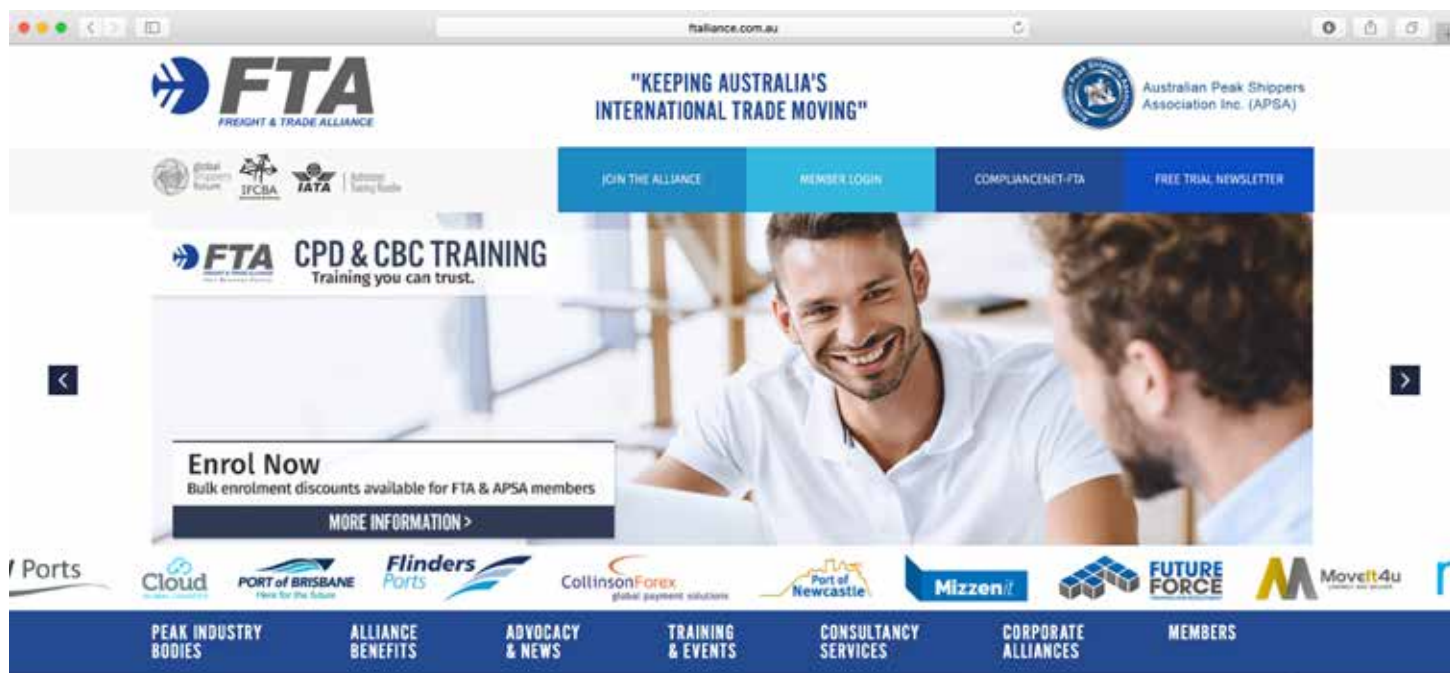 ftalliance.com.au
FTA
FREIGHT & TRADE ALLIANCE
"KEEPING AUSTRALIA'S
INTERNATIONAL TRADE MOVING"
Australian Peak Shippers
Association Inc. (APSA)
global
shippers
forum
IFCBA
IATA
JOIN THE ALLIANCE
MEMBER LOGIN
COMPLIANCENET-FTA
FREE TRIAL NEWSLETTER
FTA
CPD & CBC TRAINING
Training you can trust.
Enrol Now
Bulk enrolment discounts available for FTA & APSA members
MORE INFORMATION >
Ports
Cloud
PORT of BRISBANE
Here for the future
Flinders
Ports
CollinsonForex
global payment solutions
Port of
Newcastle
Mizzenit
FUTURE
FORCE
MoveIt4u
PEAK INDUSTRY
BODIES
ALLIANCE
BENEFITS
ADVOCACY
& NEWS
TRAINING
& EVENTS
CONSULTANCY
SERVICES
CORPORATE
ALLIANCES
MEMBERS